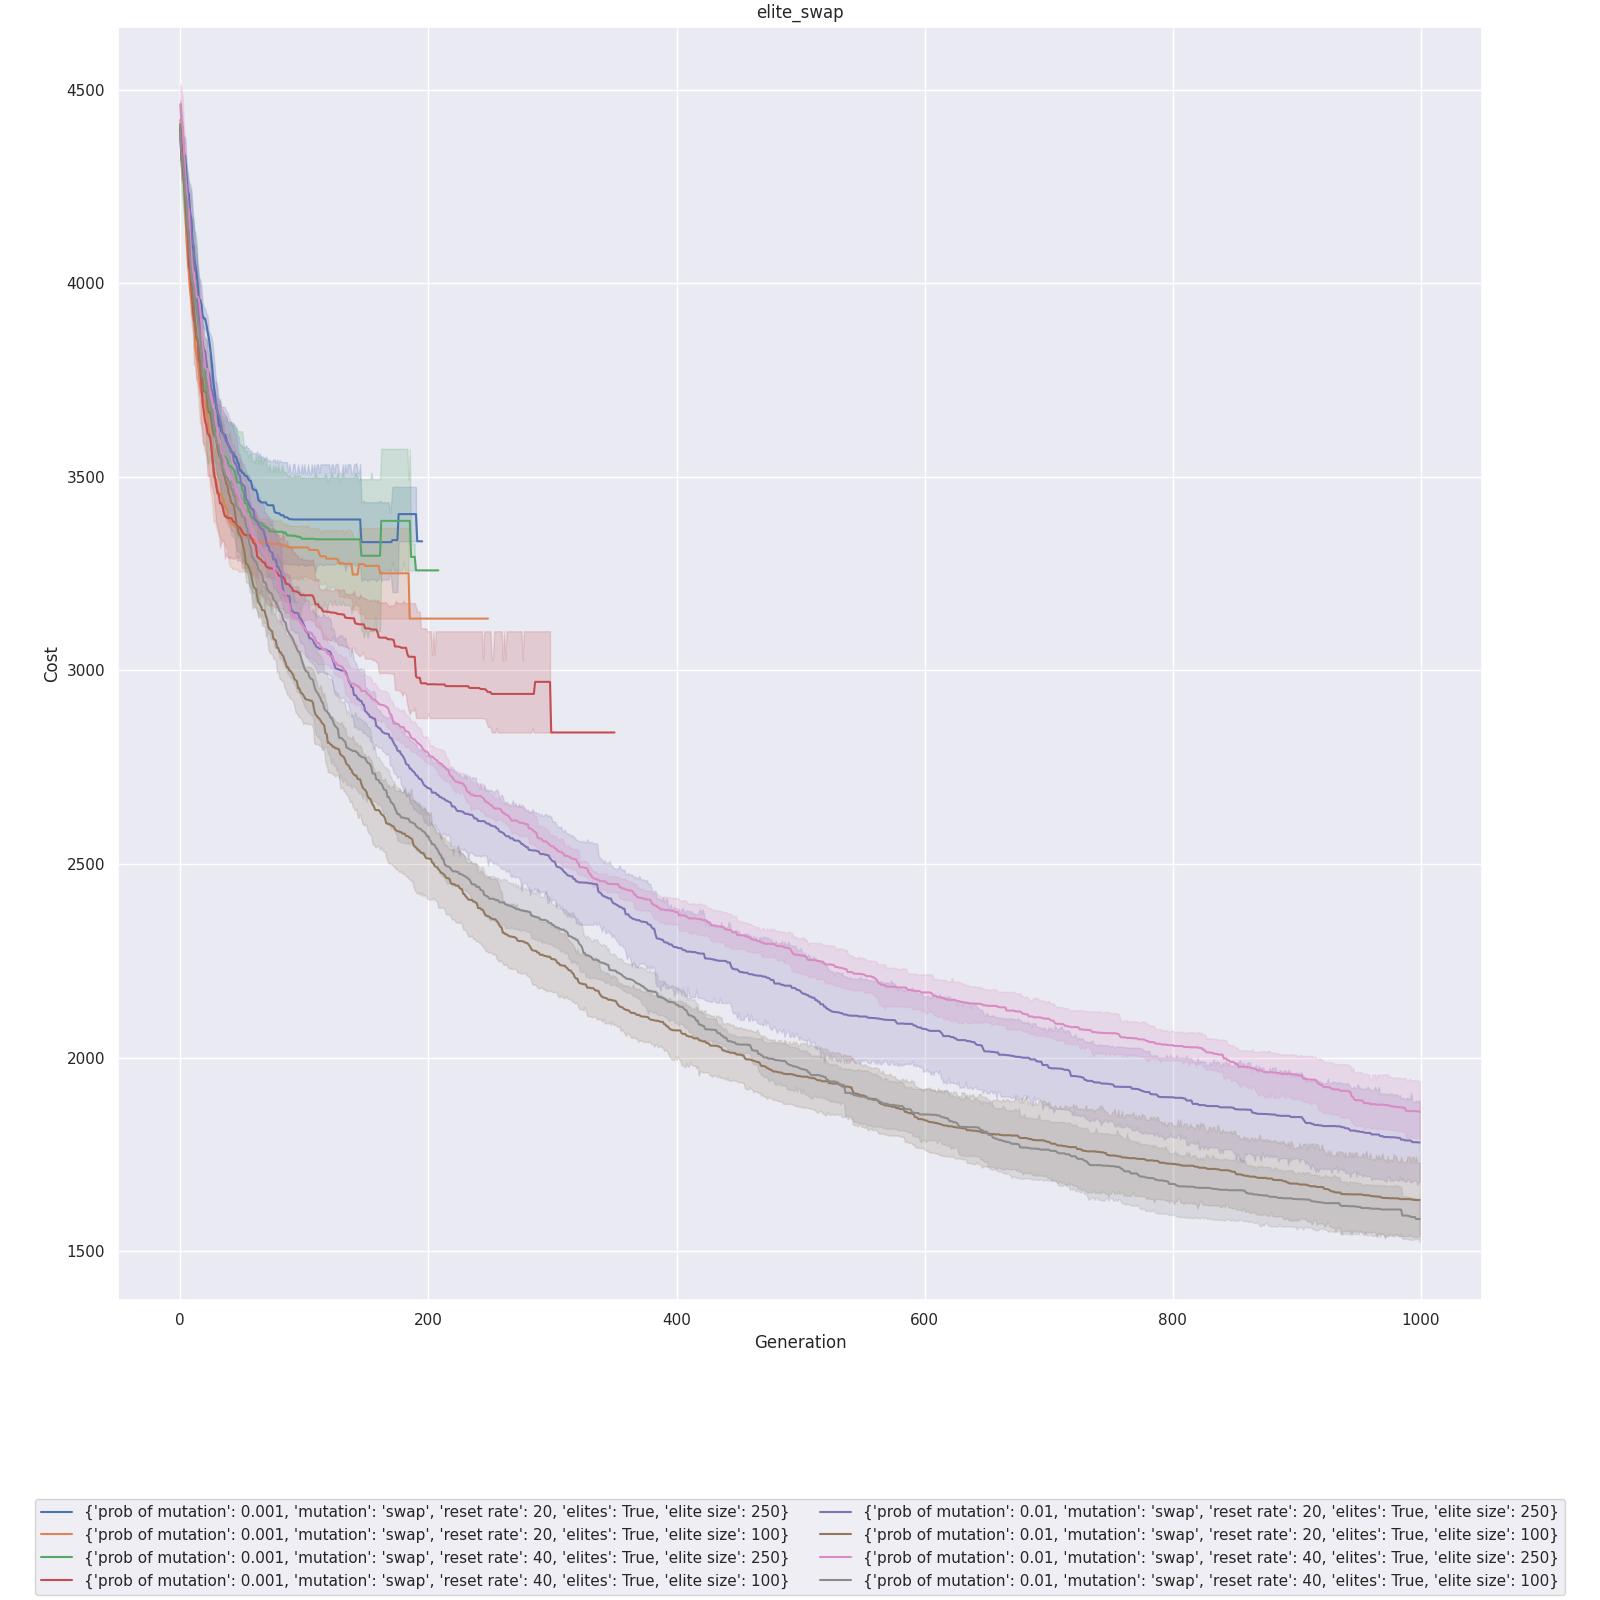 elite_swap
4500
4000
3500
3000
2500
2000
1500
Cost
0 200 400 600 800 1000
Generation
{'prob of mutation': 0.001, 'mutation': 'swap', 'reset rate': 20, 'elites': True, 'elite size': 250}
{'prob of mutation': 0.001, 'mutation': 'swap', 'reset rate': 20, 'elites': True, 'elite size': 100}
{'prob of mutation': 0.001, 'mutation': 'swap', 'reset rate': 40, 'elites': True, 'elite size': 250}
{'prob of mutation': 0.001, 'mutation': 'swap', 'reset rate': 40, 'elites': True, 'elite size': 100}
{'prob of mutation': 0.01, 'mutation': 'swap', 'reset rate': 20, 'elites': True, 'elite size': 250}
{'prob of mutation': 0.01, 'mutation': 'swap', 'reset rate': 20, 'elites': True, 'elite size': 100}
{'prob of mutation': 0.01, 'mutation': 'swap', 'reset rate': 40, 'elites': True, 'elite size': 250}
{'prob of mutation': 0.01, 'mutation': 'swap', 'reset rate': 40, 'elites': True, 'elite size': 100}